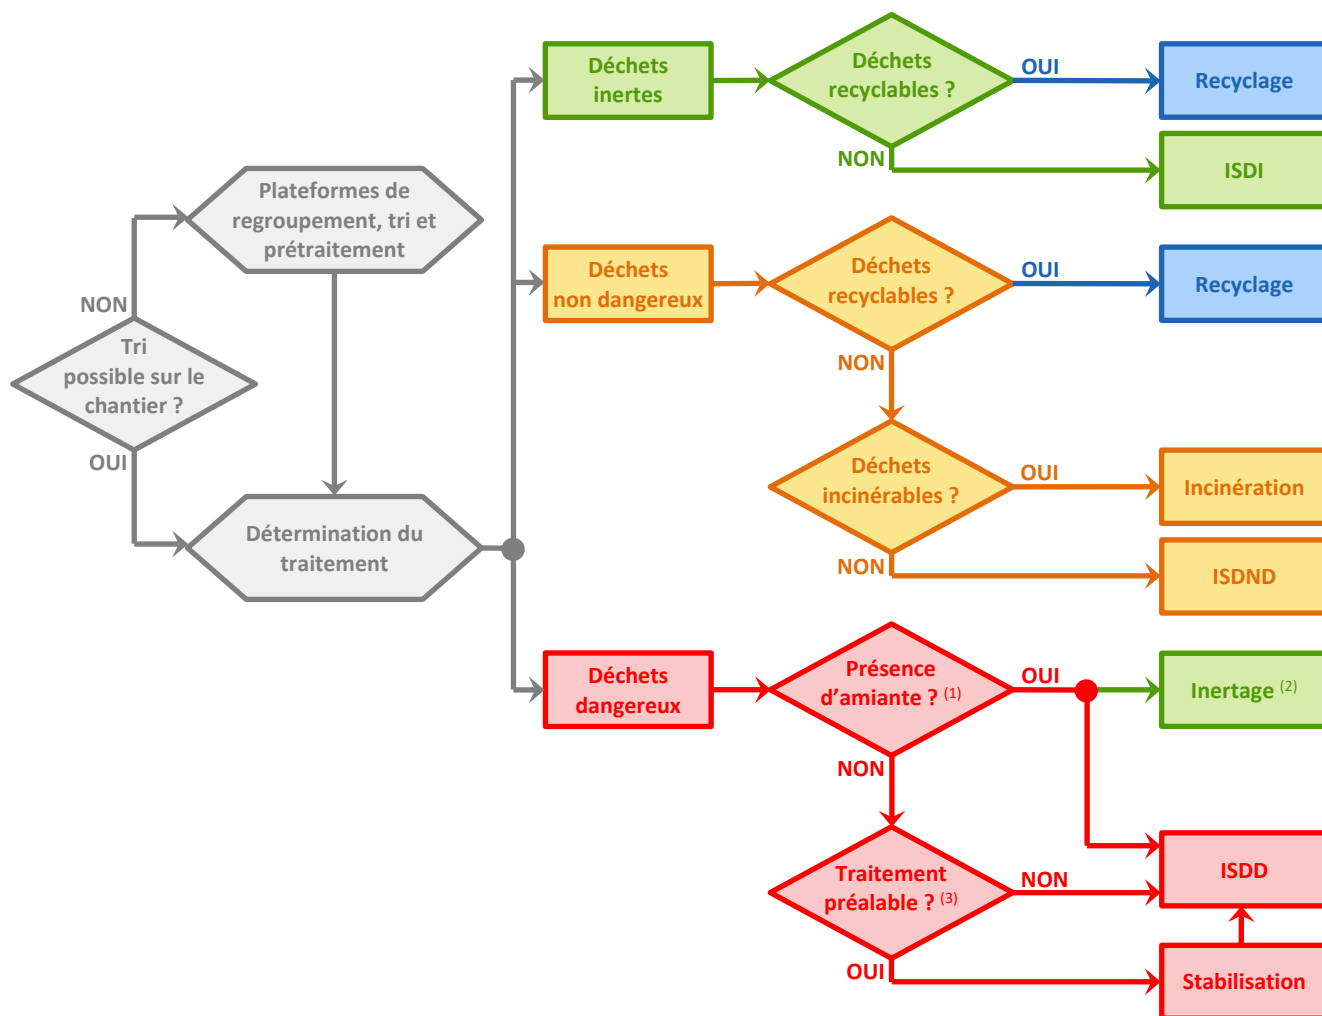 Déchets
inertes
Déchets
recyclables ?
OUI
Recyclage
NON
ISDI
Plateformes de
regroupement, tri et
prétraitement
NON
Tri
possible sur le
chantier ?
OUI
Détermination du
traitement
Déchets
non dangereux
Déchets
recyclables ?
OUI
Recyclage
NON
Déchets
incinérables ?
OUI
Incinération
NON
ISDND
Déchets
dangereux
Présence
d’amiante ? (1)
OUI
Inertage (2)
NON
Traitement
préalable ? (3)
NON
ISDD
OUI
Stabilisation